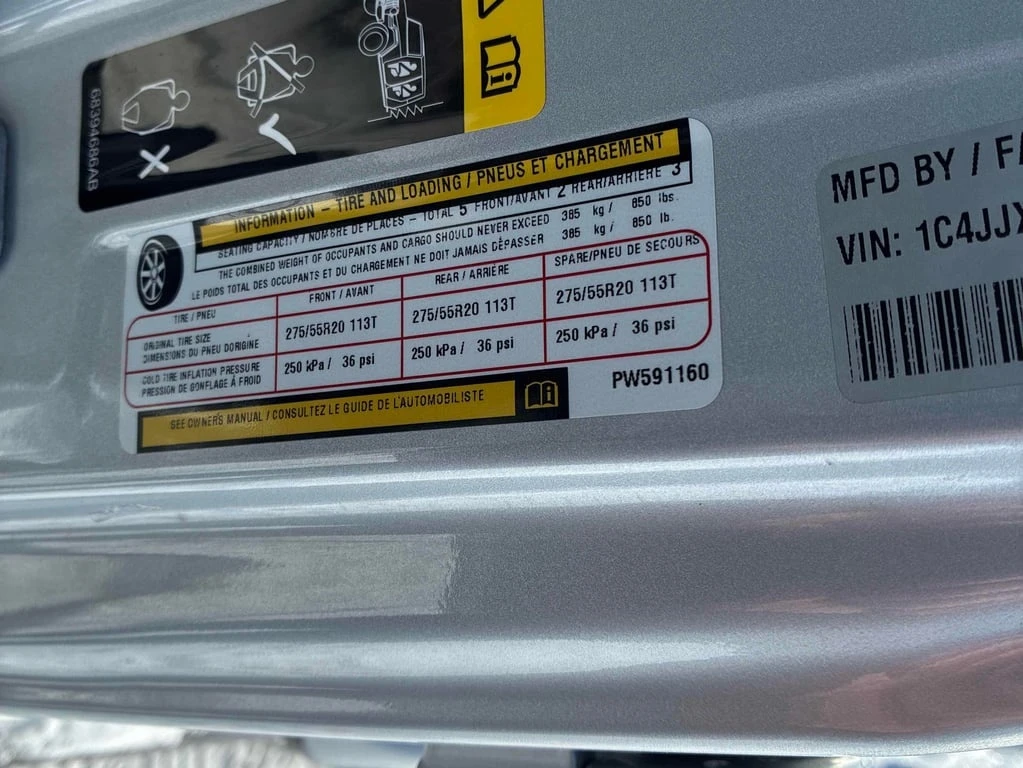 68394686AB
INFORMATION – TIRE AND LOADING / PNEUS ET CHARGEMENT
SEATING CAPACITY / NOMBRE DE PLACES – TOTAL 5 FRONT/AVANT 2 REAR/ARRIÈRE 3
THE COMBINED WEIGHT OF OCCUPANTS AND CARGO SHOULD NEVER EXCEED 385 kg / 850 lbs.
LE POIDS TOTAL DES OCCUPANTS ET DU CHARGEMENT NE DOIT JAMAIS DÉPASSER 385 kg / 850 lb.
TIRE / PNEU FRONT / AVANT REAR / ARRIÈRE SPARE/PNEU DE SECOURS
ORIGINAL TIRE SIZE
DIMENSIONS DU PNEU DORIGINE
275/55R20 113T 275/55R20 113T 275/55R20 113T
COLD TIRE INFLATION PRESSURE
PRESSION DE GONFLAGE À FROID
250 kPa / 36 psi 250 kPa / 36 psi 250 kPa / 36 psi
SEE OWNERS MANUAL / CONSULTEZ LE GUIDE DE L'AUTOMOBILISTE
PW591160
MFD BY / FA
VIN: 1C4JJX